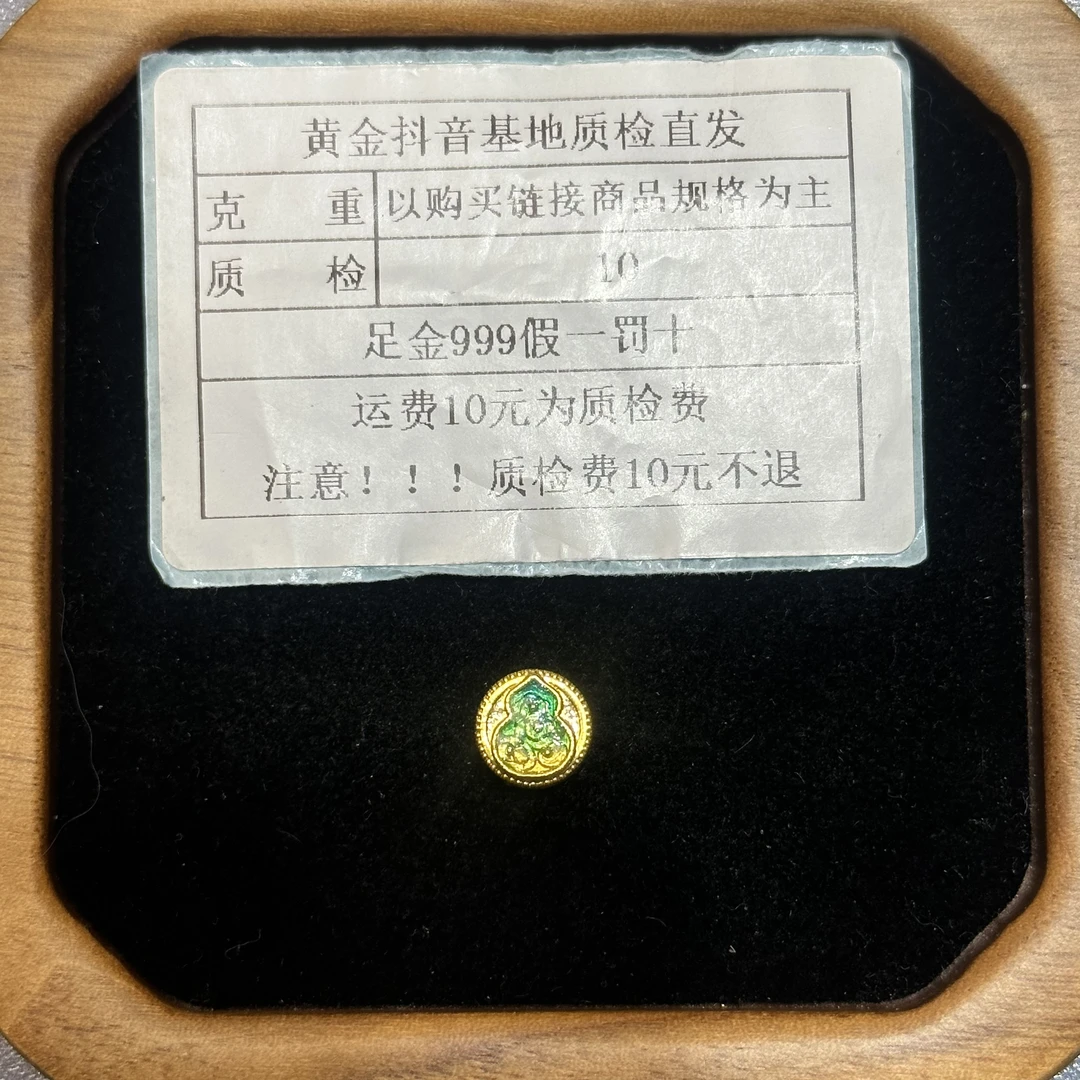 黄金抖音基地质检直发
克 重 以购买链接商品规格为主
质 检 10
足金999假一罚十
运费10元为质检费
注意！！！质检费10元不退